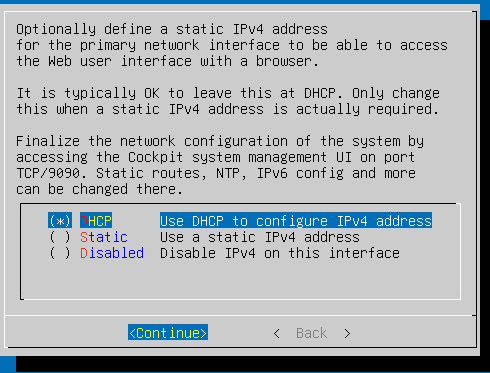 Optionally define a static IPv4 address
for the primary network interface to be able to access
the Web user interface with a browser.
It is typically OK to leave this at DHCP. Only change
this when a static IPv4 address is actually required.
Finalize the network configuration of the system by
accessing the Cockpit system management UI on port
TCP/9090. Static routes, NTP, IPv6 config and more
can be changed there.
(*) DHCP Use DHCP to configure IPv4 address
( ) Static Use a static IPv4 address
( ) Disabled Disable IPv4 on this interface
<Continue> < Back >